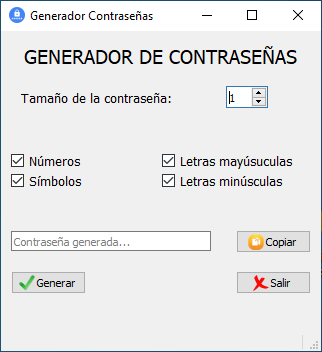 Generador Contraseñas
GENERADOR DE CONTRASEÑAS
Tamaño de la contraseña: 1
Números Letras mayúsuculas
Símbolos Letras minúsculas
Contraseña generada... Copiar
Generar Salir